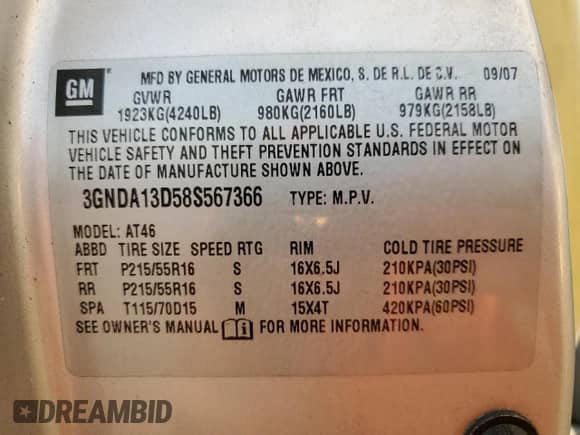 GM
MFD BY GENERAL MOTORS DE MEXICO, S. DE R.L. DE C.V. 09/07
GVWR GAWR FRT GAWR RR
1923KG(4240LB) 980KG(2160LB) 979KG(2158LB)
THIS VEHICLE CONFORMS TO ALL APPLICABLE U.S. FEDERAL MOTOR
VEHICLE SAFETY AND THEFT PREVENTION STANDARDS IN EFFECT ON
THE DATE OF MANUFACTURE SHOWN ABOVE.
3GNDA13D58S567366 TYPE: M.P.V.
MODEL: AT46
ABBD TIRE SIZE SPEED RTG RIM COLD TIRE PRESSURE
FRT P215/55R16 S 16X6.5J 210KPA(30PSI)
RR P215/55R16 S 16X6.5J 210KPA(30PSI)
SPA T115/70D15 M 15X4T 420KPA(60PSI)
SEE OWNER'S MANUAL FOR MORE INFORMATION.
DREAMBID